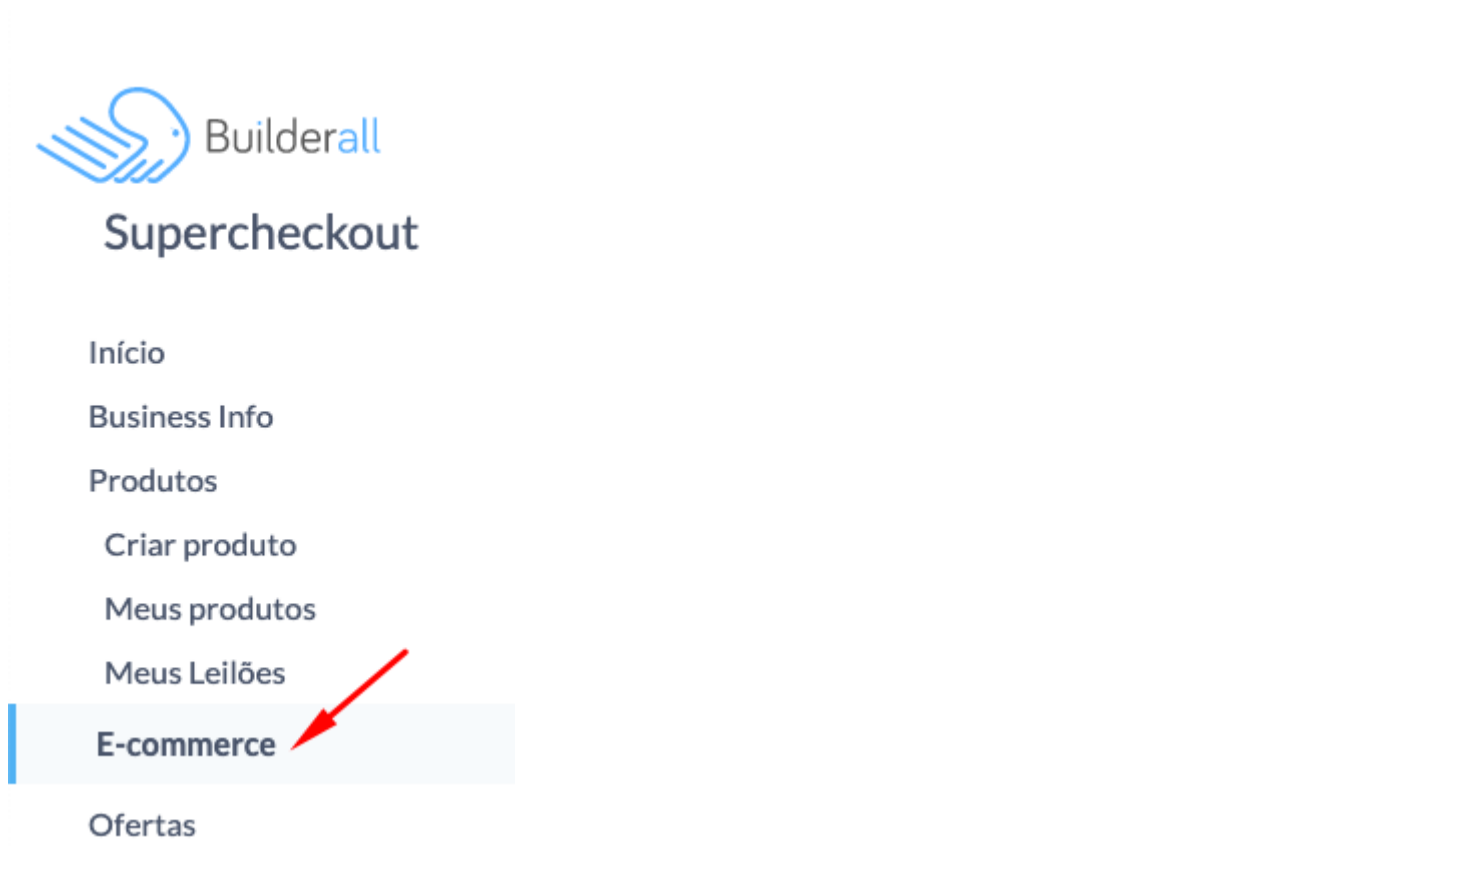 Builderall
Supercheckout
Início
Business Info
Produtos
Criar produto
Meus produtos
Meus Leilões
E-commerce
Ofertas